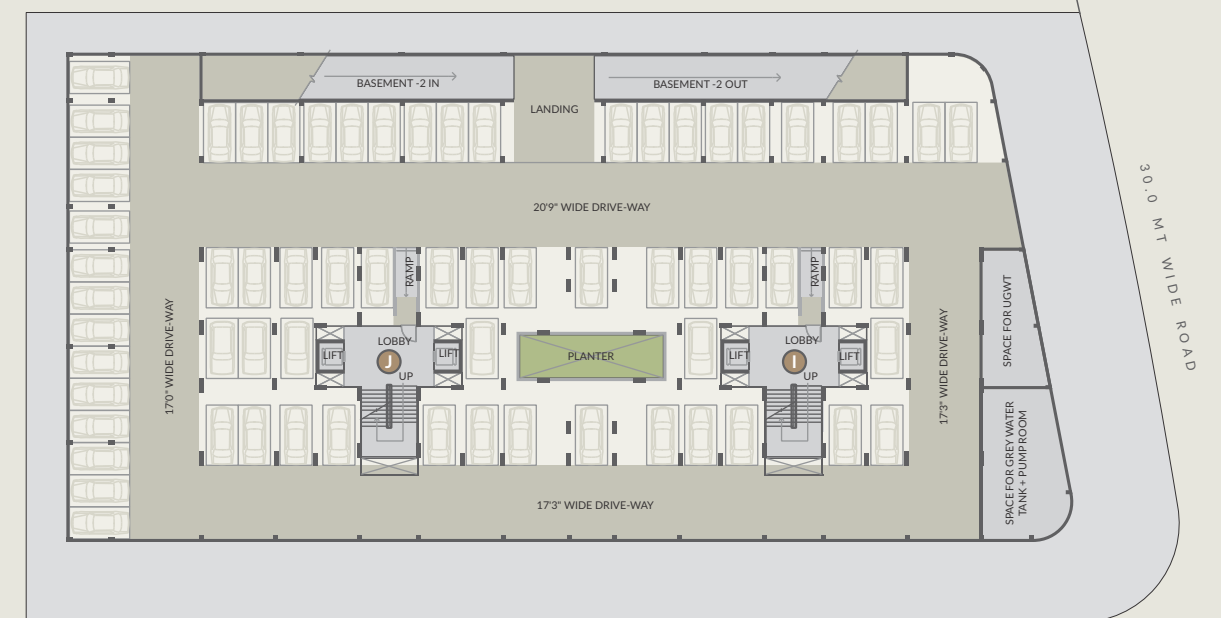 BASEMENT -2 IN
BASEMENT -2 OUT
LANDING
20'9" WIDE DRIVE-WAY
30.0 MT WIDE ROAD
RAMP
RAMP
17'0" WIDE DRIVE-WAY
LOBBY
LIFT
J
LIFT
UP
PLANTER
LOBBY
LIFT
I
LIFT
UP
17'3" WIDE DRIVE-WAY
SPACE FOR UGWT
SPACE FOR GREY WATER
TANK + PUMP ROOM
17'3" WIDE DRIVE-WAY